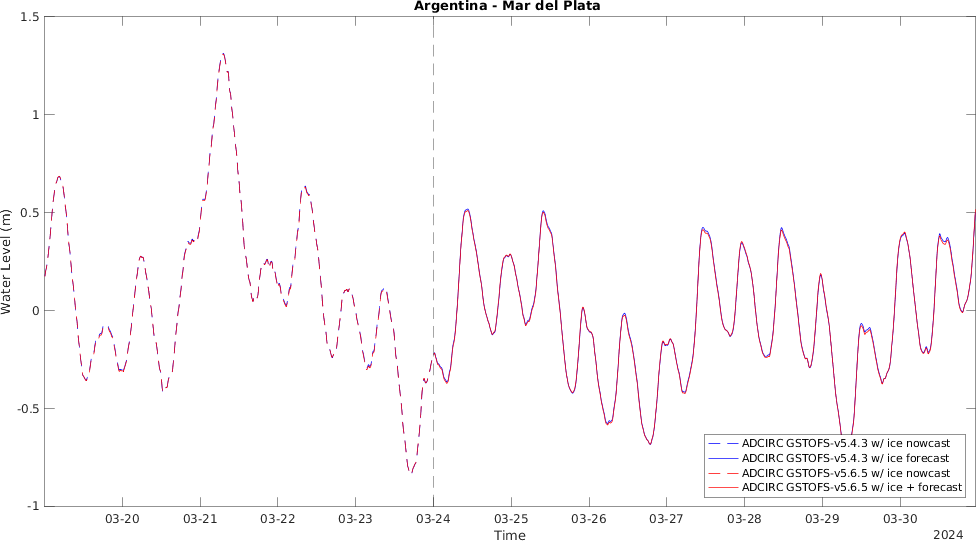 Argentina - Mar del Plata
1.5
1
0.5
0
-0.5
-1
Water Level (m)
03-20 03-21 03-22 03-23 03-24 03-25 03-26 03-27 03-28 03-29 03-30
Time
2024
ADCIRC GSTOFS-v5.4.3 w/ ice nowcast
ADCIRC GSTOFS-v5.4.3 w/ ice forecast
ADCIRC GSTOFS-v5.6.5 w/ ice nowcast
ADCIRC GSTOFS-v5.6.5 w/ ice + forecast